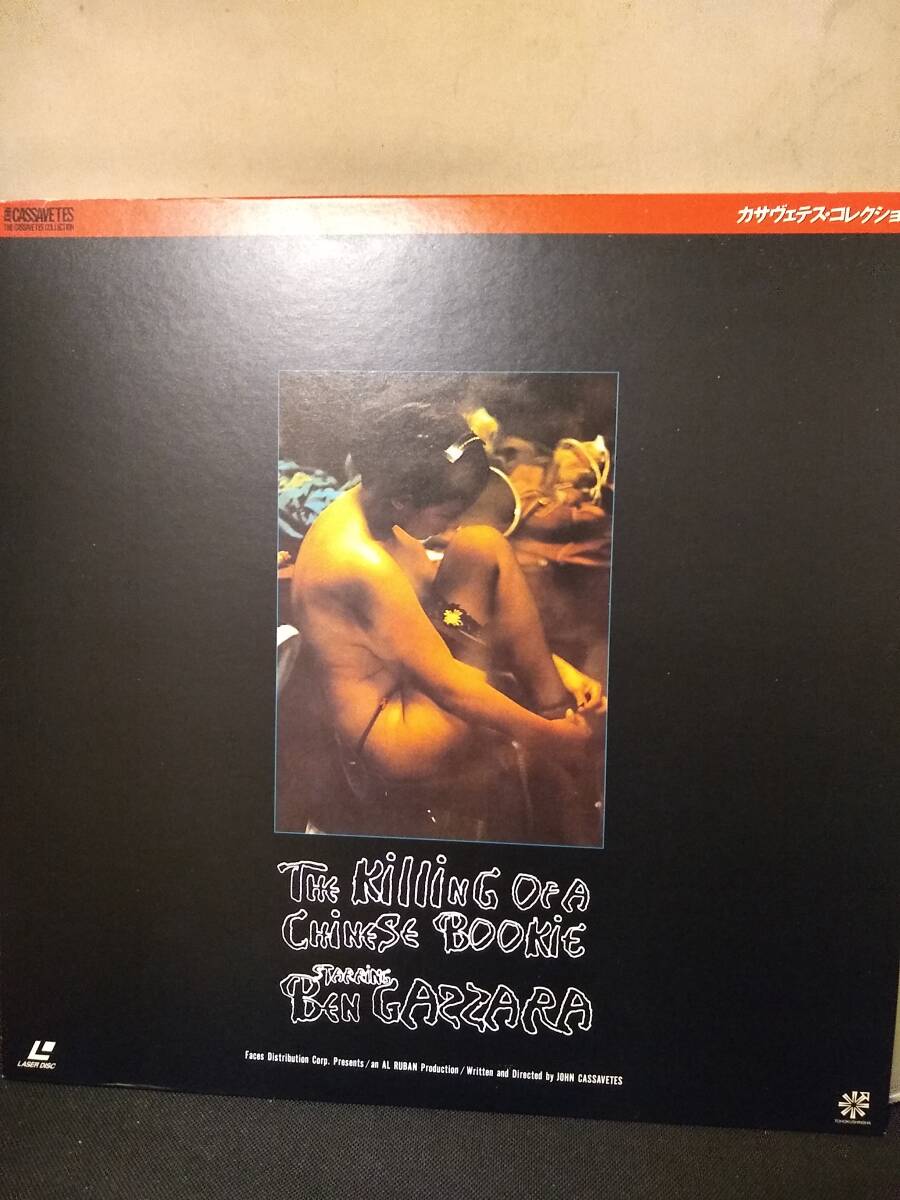 John CASSAVETES
THE CASSAVETES COLLECTION
カサヴェテス・コレクショ
THE KilliNG OF A
CHiNESE BOOKiE
STARRiNG
BEN GAZZARA
Faces Distribution Corp. Presents / an AL RUBAN Production / Written and Directed by JOHN CASSAVETES
LASER DISC
TOHOKUSHINSHA